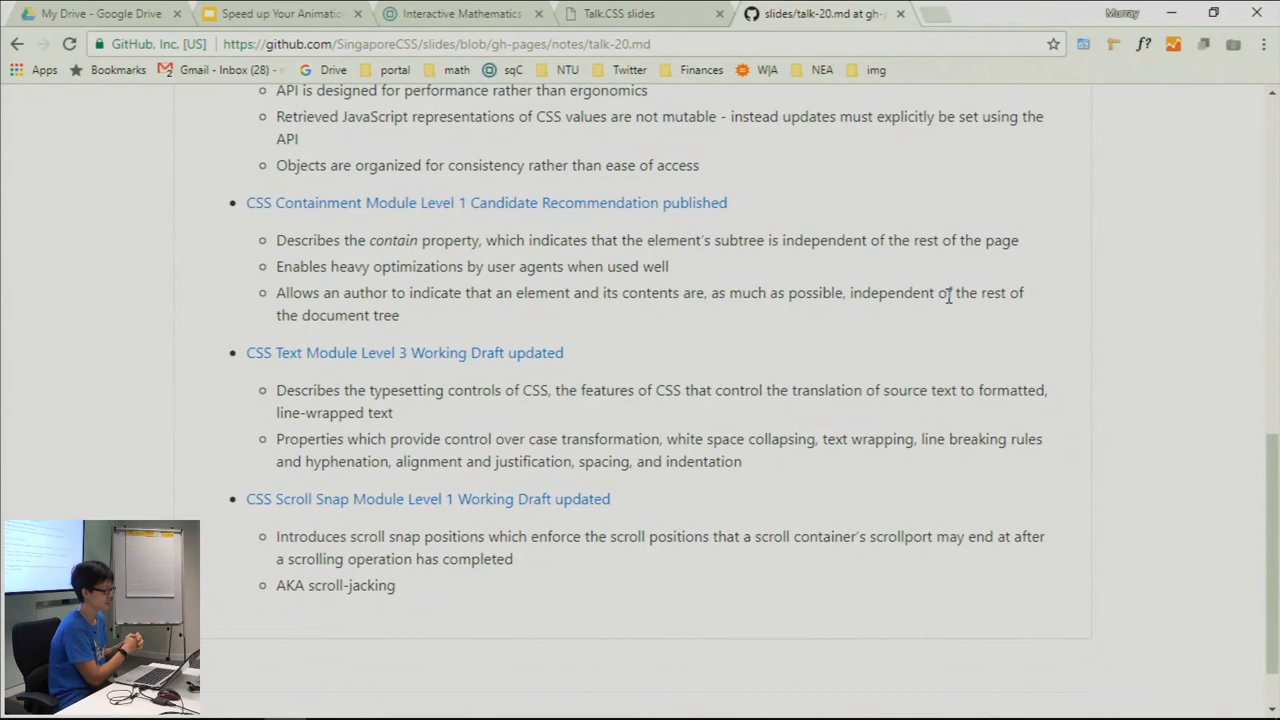 My Drive - Google Drive
Speed up Your Animatio
Interactive Mathematics
Talk.CSS slides
slides/talk-20.md at gh-p
Murray
GitHub, Inc. [US]
https://github.com/SingaporeCSS/slides/blob/gh-pages/notes/talk-20.md
f?
Apps
Bookmarks
Gmail - Inbox (28) -
Drive
portal
math
sqC
NTU
Twitter
Finances
WJA
NEA
img
API is designed for performance rather than ergonomics
Retrieved JavaScript representations of CSS values are not mutable - instead updates must explicitly be set using the
API
Objects are organized for consistency rather than ease of access
CSS Containment Module Level 1 Candidate Recommendation published
Describes the contain property, which indicates that the element's subtree is independent of the rest of the page
Enables heavy optimizations by user agents when used well
Allows an author to indicate that an element and its contents are, as much as possible, independent of the rest of
the document tree
CSS Text Module Level 3 Working Draft updated
Describes the typesetting controls of CSS, the features of CSS that control the translation of source text to formatted,
line-wrapped text
Properties which provide control over case transformation, white space collapsing, text wrapping, line breaking rules
and hyphenation, alignment and justification, spacing, and indentation
CSS Scroll Snap Module Level 1 Working Draft updated
Introduces scroll snap positions which enforce the scroll positions that a scroll container's scrollport may end at after
a scrolling operation has completed
AKA scroll-jacking